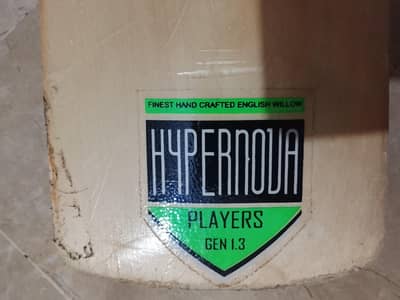 FINEST HAND CRAFTED ENGLISH WILLOW
HYPERNOVA
PLAYERS
GEN 1.3